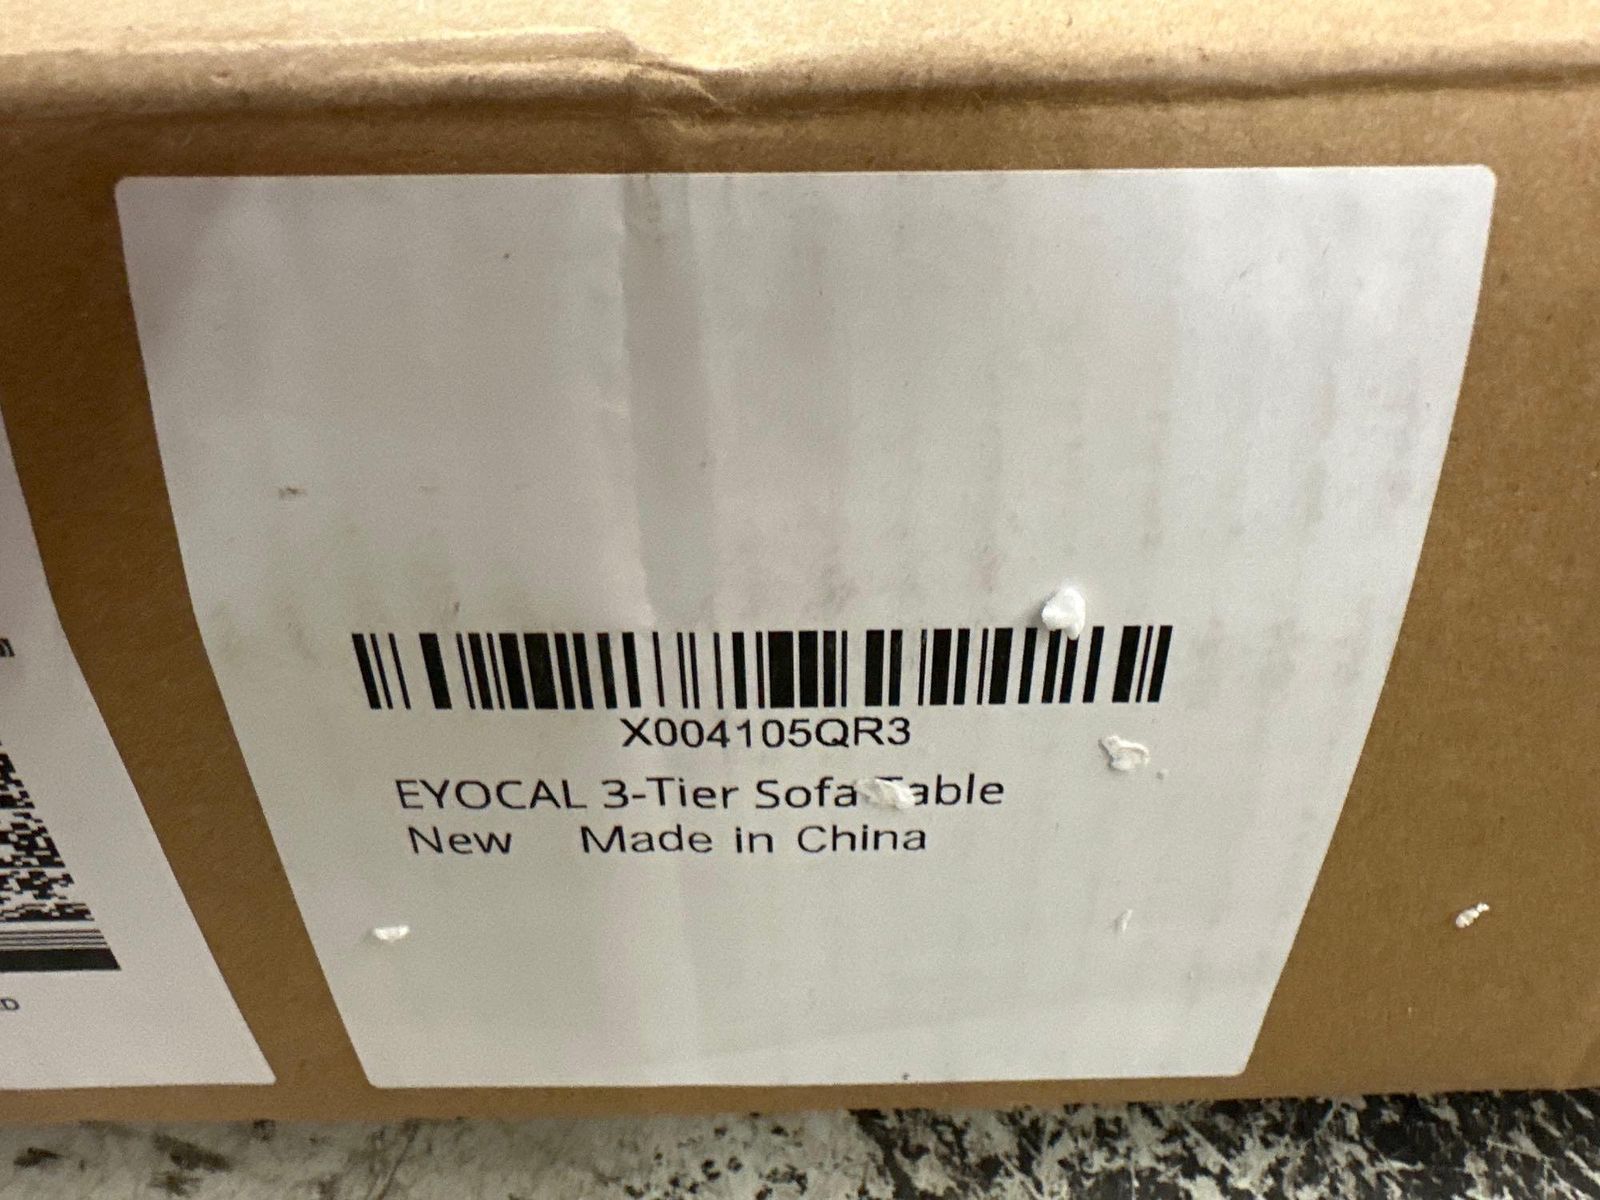 X004105QR3
EYOCAL 3-Tier Sofa Table
New Made in China